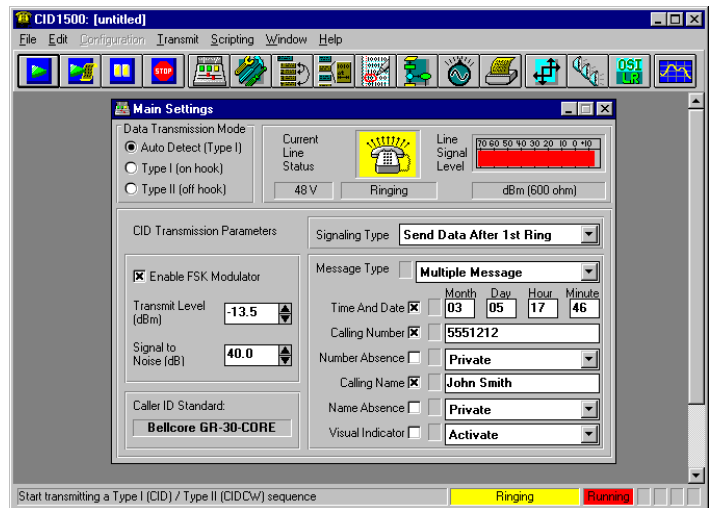 CID1500: [untitled]
File Edit Configuration Transmit Scripting Window Help
STOP
OSI
LR
Main Settings
Data Transmission Mode
Auto Detect (Type I)
Type I (on hook)
Type II (off hook)
Current
Line
Status
Line
Signal
Level
70 60 50 40 30 20 10 0 +10
48 V
Ringing
dBm (600 ohm)
CID Transmission Parameters
Signaling Type Send Data After 1st Ring
Enable FSK Modulator
Transmit Level
(dBm)
-13.5
Signal to
Noise (dB)
40.0
Caller ID Standard:
Bellcore GR-30-CORE
Message Type Multiple Message
Month Day Hour Minute
Time And Date 03 05 17 46
Calling Number 5551212
Number Absence Private
Calling Name John Smith
Name Absence Private
Visual Indicator Activate
Start transmitting a Type I (CID) / Type II (CIDCW) sequence
Ringing
Running